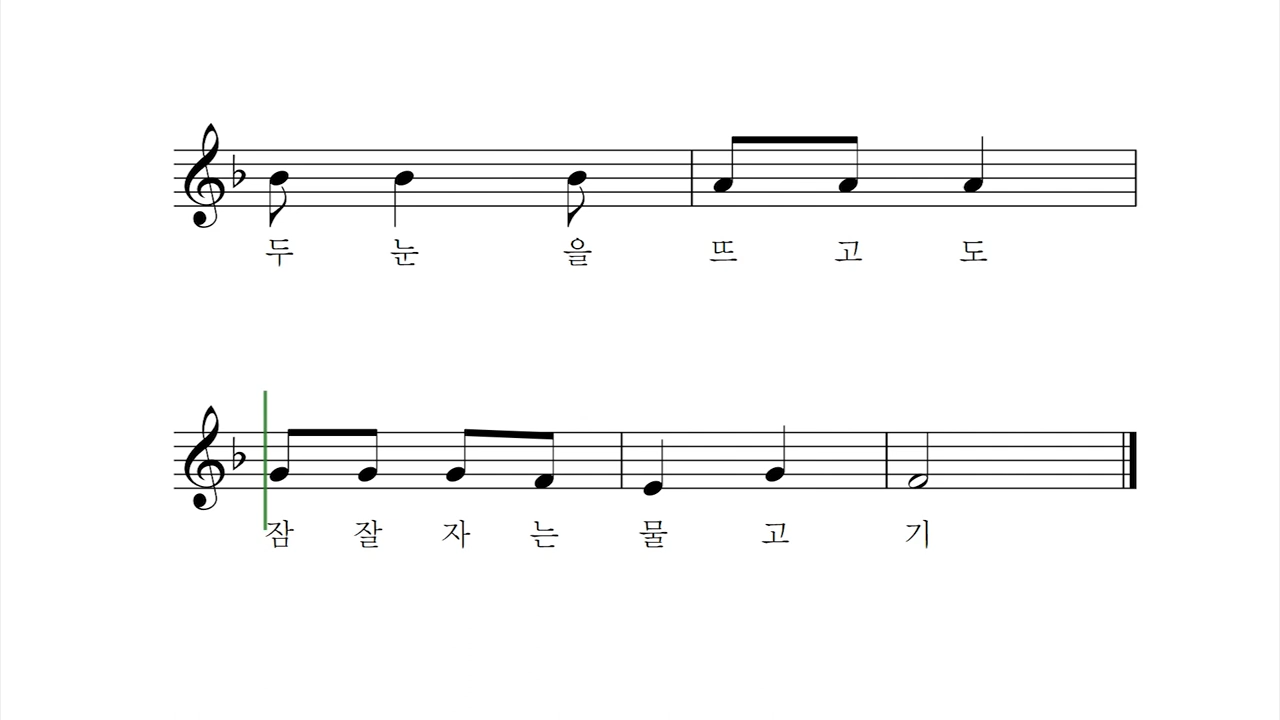 두 눈 을 뜨 고 도
잠 잘 자 는 물 고 기